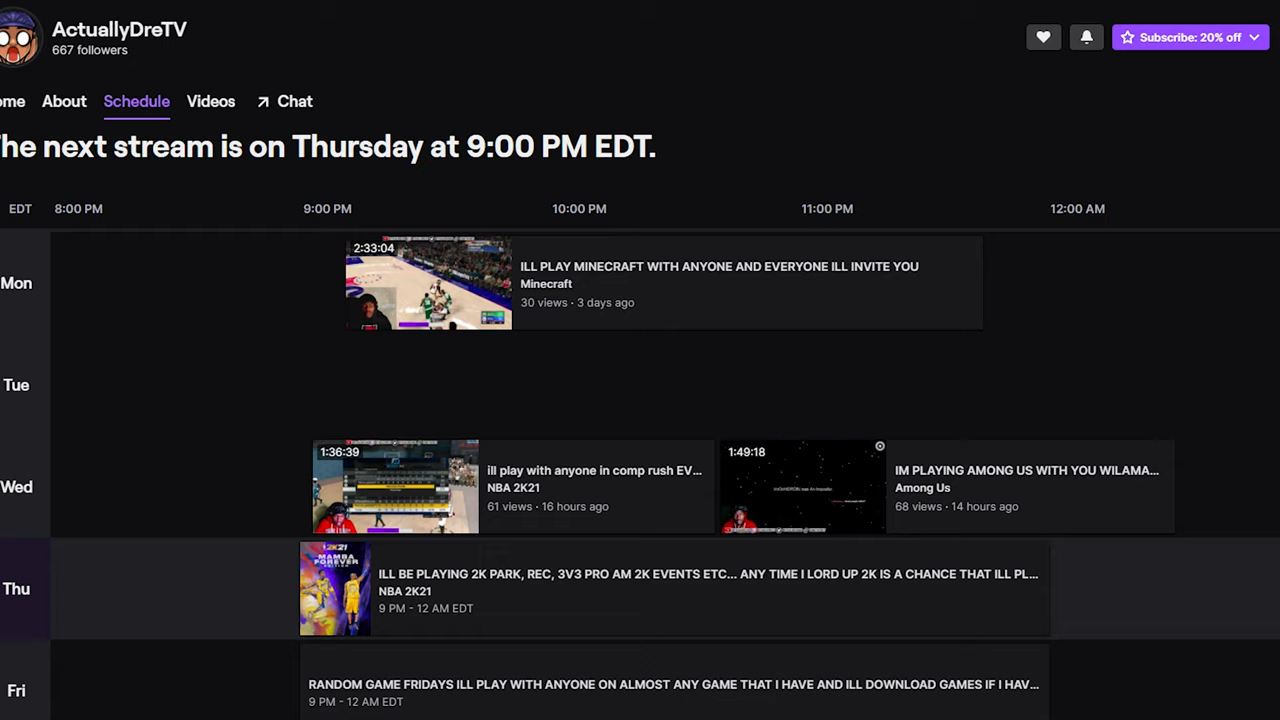 ActuallyDreTV
667 followers
Subscribe: 20% off
ome About Schedule Videos Chat
he next stream is on Thursday at 9:00 PM EDT.
EDT 8:00 PM 9:00 PM 10:00 PM 11:00 PM 12:00 AM
Mon
2:33:04
ILL PLAY MINECRAFT WITH ANYONE AND EVERYONE ILL INVITE YOU
Minecraft
30 views · 3 days ago
Tue
Wed
1:36:39
ill play with anyone in comp rush EV...
NBA 2K21
61 views · 16 hours ago
1:49:18
IM PLAYING AMONG US WITH YOU WILAMA...
Among Us
68 views · 14 hours ago
Thu
2K21
MAMBA
FOREVER
EDITION
ILL BE PLAYING 2K PARK, REC, 3V3 PRO AM 2K EVENTS ETC... ANY TIME I LORD UP 2K IS A CHANCE THAT ILL PL...
NBA 2K21
9 PM - 12 AM EDT
Fri
RANDOM GAME FRIDAYS ILL PLAY WITH ANYONE ON ALMOST ANY GAME THAT I HAVE AND ILL DOWNLOAD GAMES IF I HAV...
9 PM - 12 AM EDT